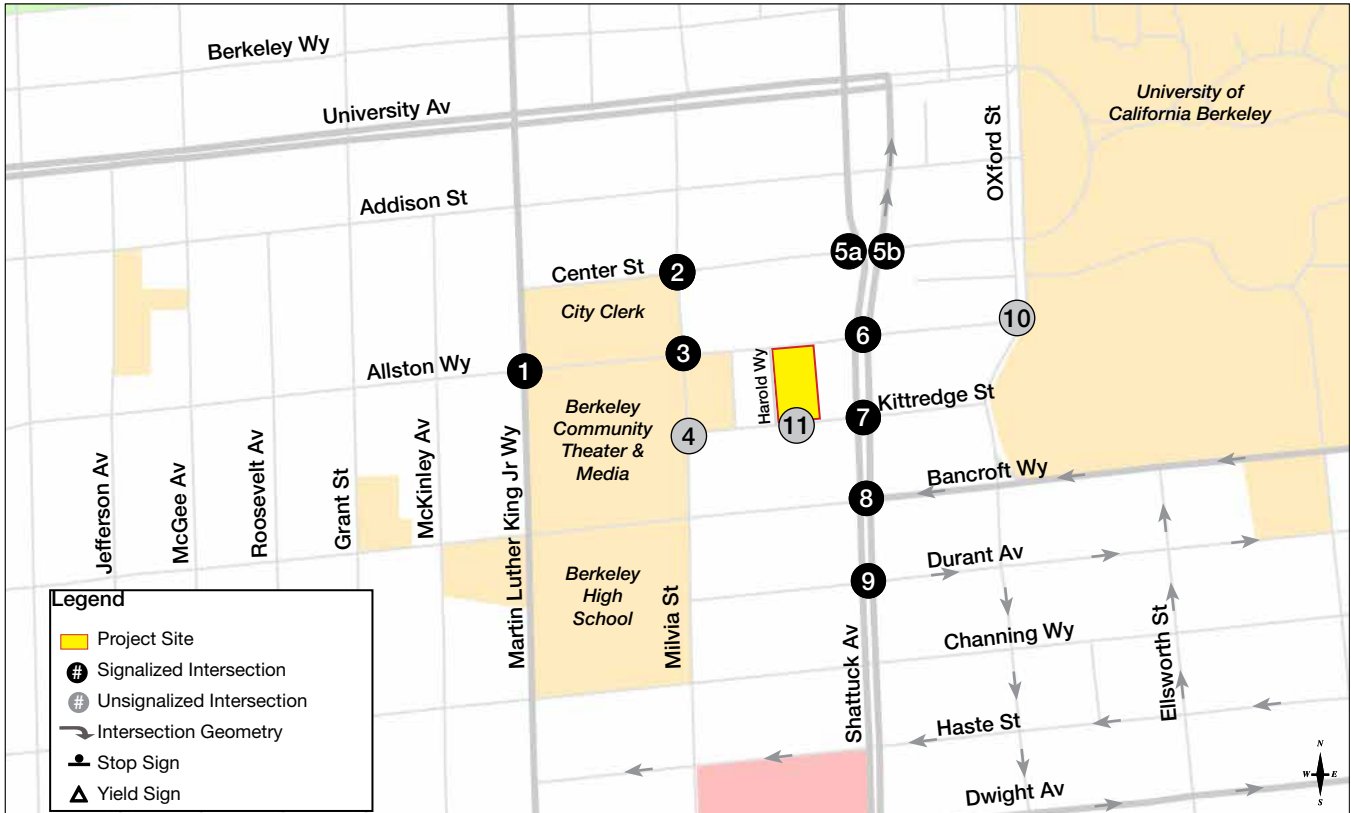 Berkeley Wy
University Av
University of
California Berkeley
OXford St
Addison St
5a
5b
Center St
2
City Clerk
10
6
3
Harold Wy
Allston Wy
1
Kittredge St
7
11
4
Berkeley
Community
Theater &
Media
Bancroft Wy
8
Jefferson Av
McGee Av
Roosevelt Av
Grant St
McKinley Av
Martin Luther King Jr Wy
Durant Av
9
Berkeley
High
School
Milvia St
Channing Wy
Ellsworth St
Shattuck Av
Haste St
Dwight Av
Legend
Project Site
# Signalized Intersection
# Unsignalized Intersection
Intersection Geometry
Stop Sign
Yield Sign
N
W E
S